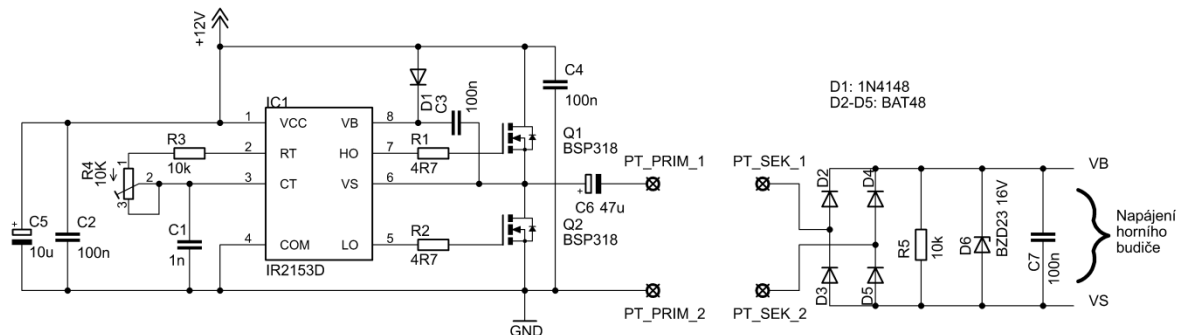 +12V
IC1
1 VCC VB 8
2 RT HO 7
3 CT VS 6
4 COM LO 5
IR2153D
R3
10k
R4
10K
1
2
3
C5
10u
+
C2
100n
C1
1n
D1
C3
100n
C4
100n
R1
4R7
R2
4R7
Q1
BSP318
Q2
BSP318
+
C6 47u
GND
PT_PRIM_1
PT_PRIM_2
PT_SEK_1
PT_SEK_2
D1: 1N4148
D2-D5: BAT48
D2
D4
D3
D5
R5
10k
D6
BZD23 16V
C7
100n
VB
VS
Napájení
horního
budiče